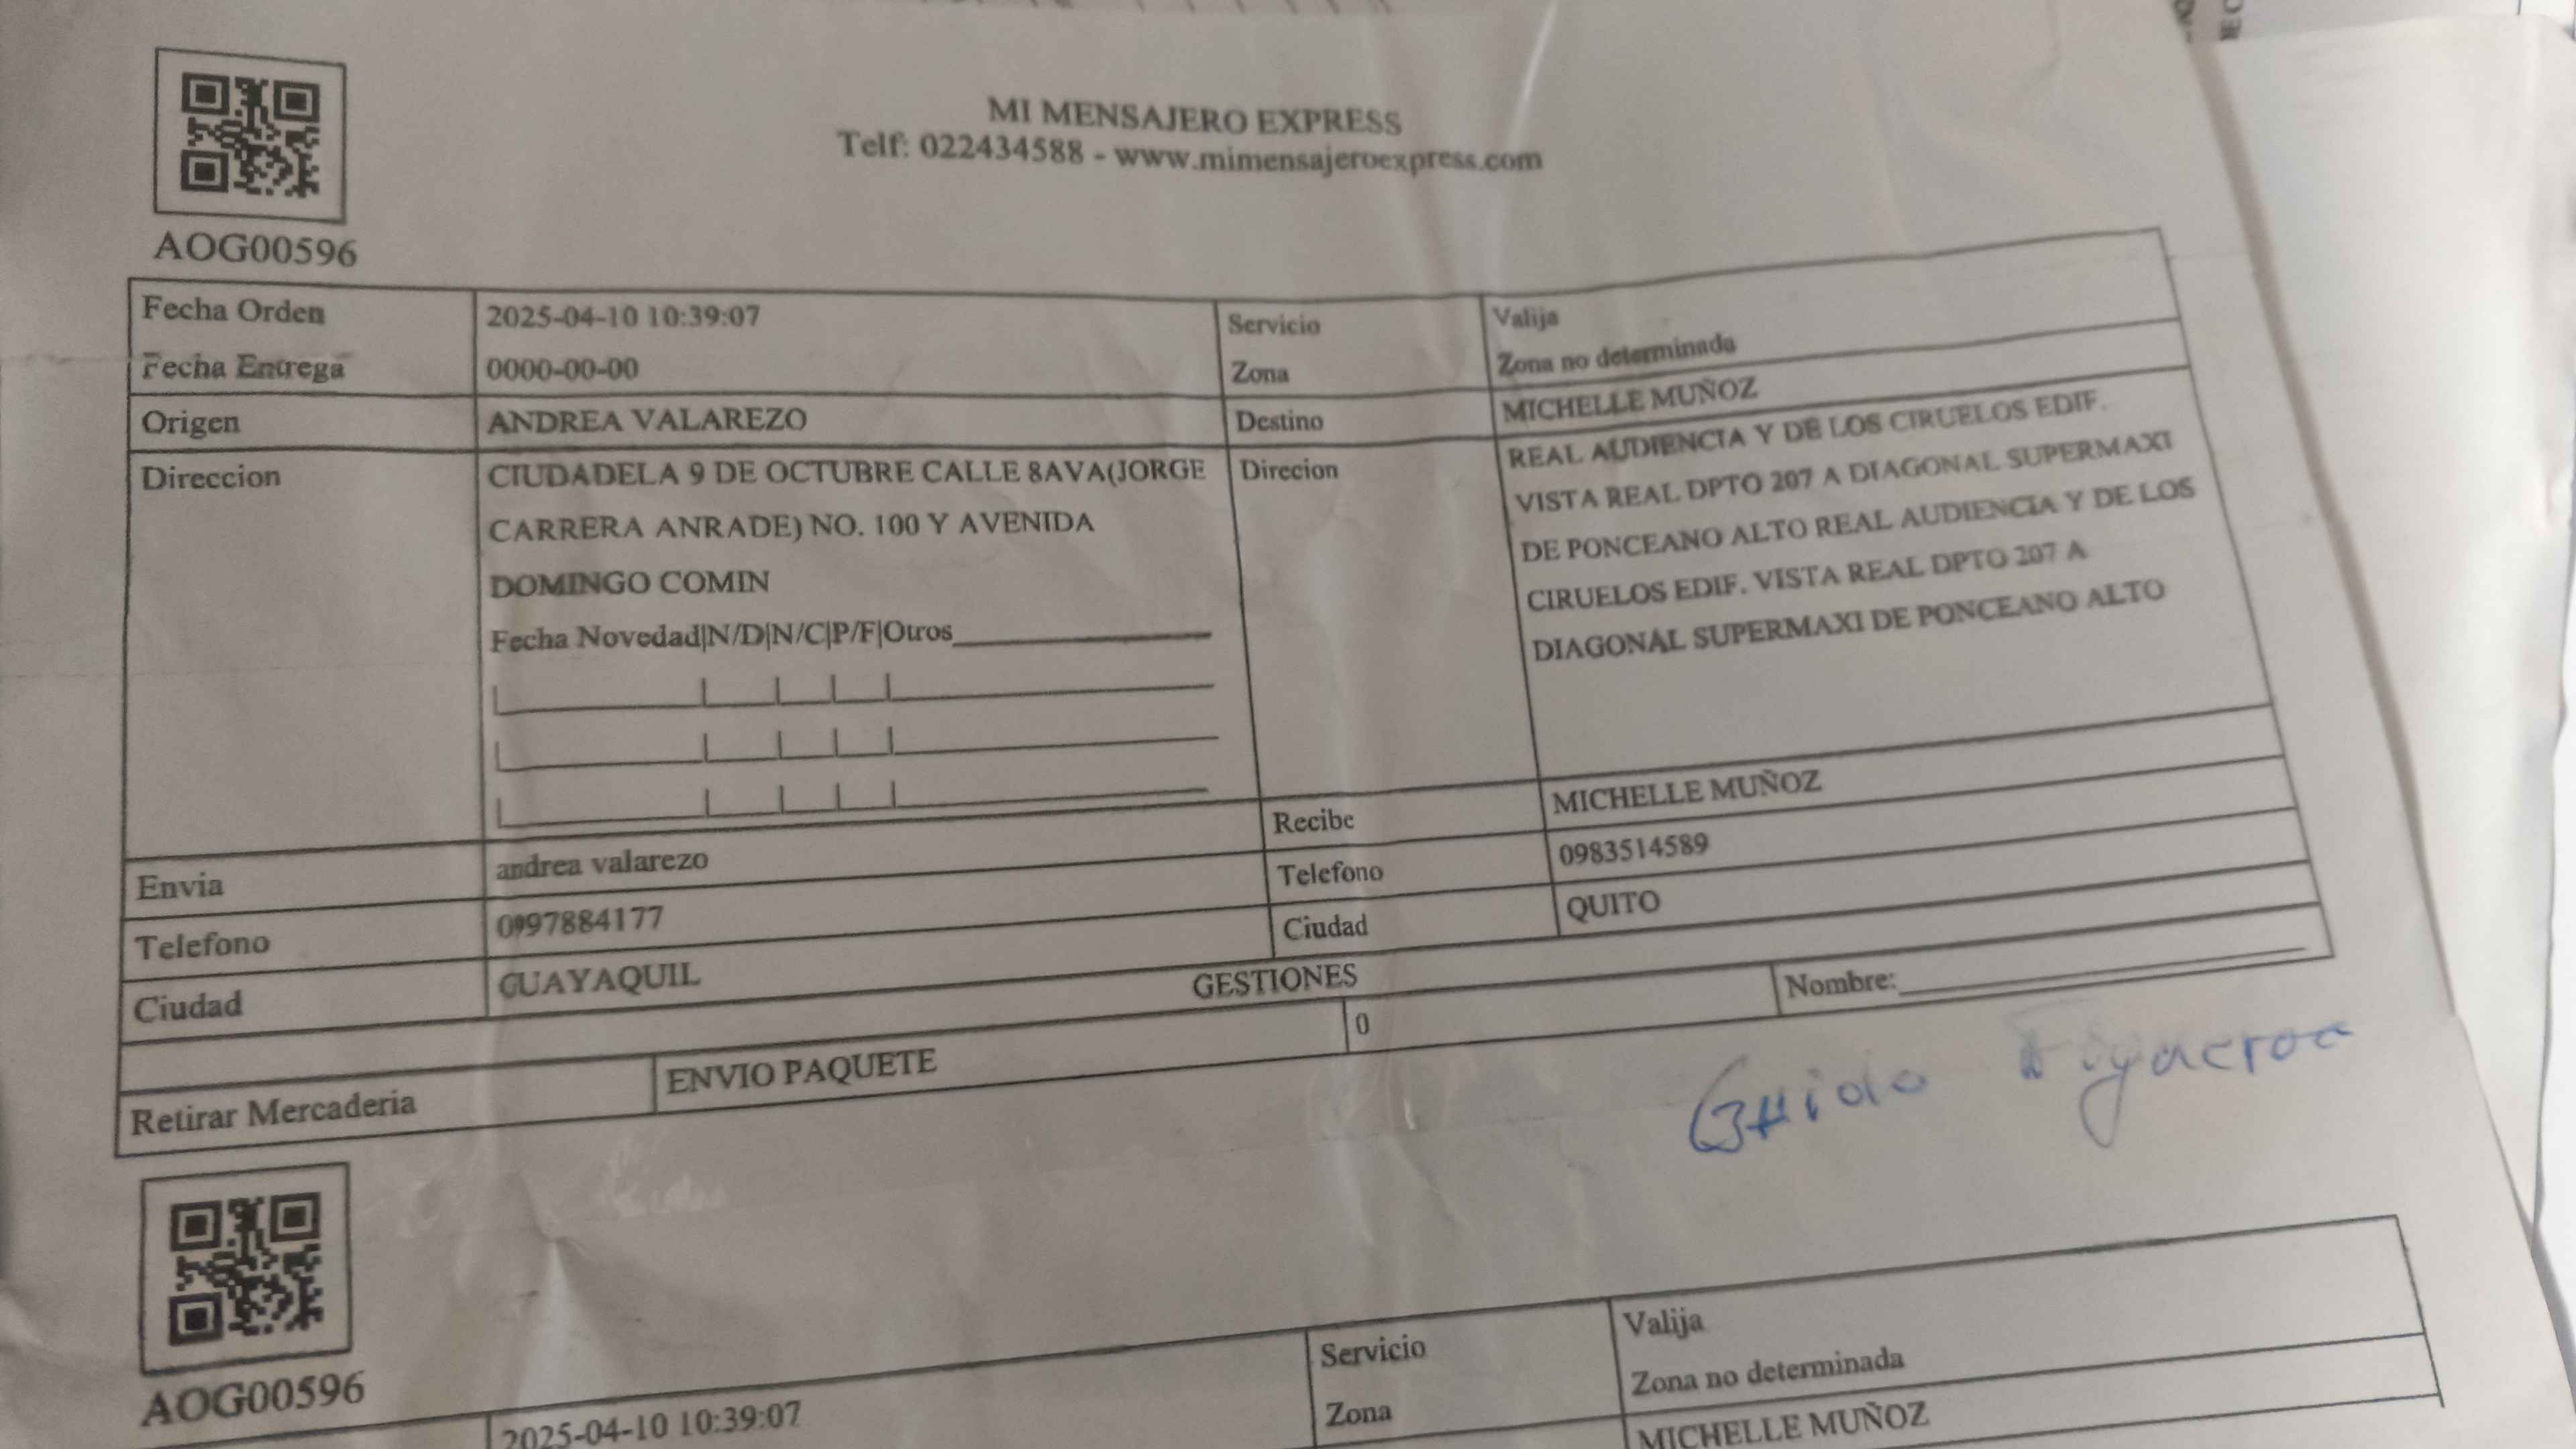 MI MENSAJERO EXPRESS
Telf: 022434588 - www.mimensajeroexpress.com
AOG00596
Fecha Orden 2025-04-10 10:39:07 Servicio Valija
Fecha Entrega 0000-00-00 Zona Zona no determinada
Origen ANDREA VALAREZO Destino MICHELLE MUÑOZ
Direccion CIUDADELA 9 DE OCTUBRE CALLE 8AVA(JORGE Direcion REAL AUDIENCIA Y DE LOS CIRUELOS EDIF.
CARRERA ANRADE) NO. 100 Y AVENIDA VISTA REAL DPTO 207 A DIAGONAL SUPERMAXI
DOMINGO COMIN DE PONCEANO ALTO REAL AUDIENCIA Y DE LOS
Fecha Novedad|N/D|N/C|P/F|Otros CIRUELOS EDIF. VISTA REAL DPTO 207 A
DIAGONAL SUPERMAXI DE PONCEANO ALTO
Envia andrea valarezo Recibe MICHELLE MUÑOZ
Telefono 0997884177 Telefono 0983514589
Ciudad GUAYAQUIL Ciudad QUITO
GESTIONES
Retirar Mercaderia ENVIO PAQUETE 0 Nombre:
Guido Figueroa
AOG00596
2025-04-10 10:39:07 Servicio Valija
Zona Zona no determinada
MICHELLE MUÑOZ